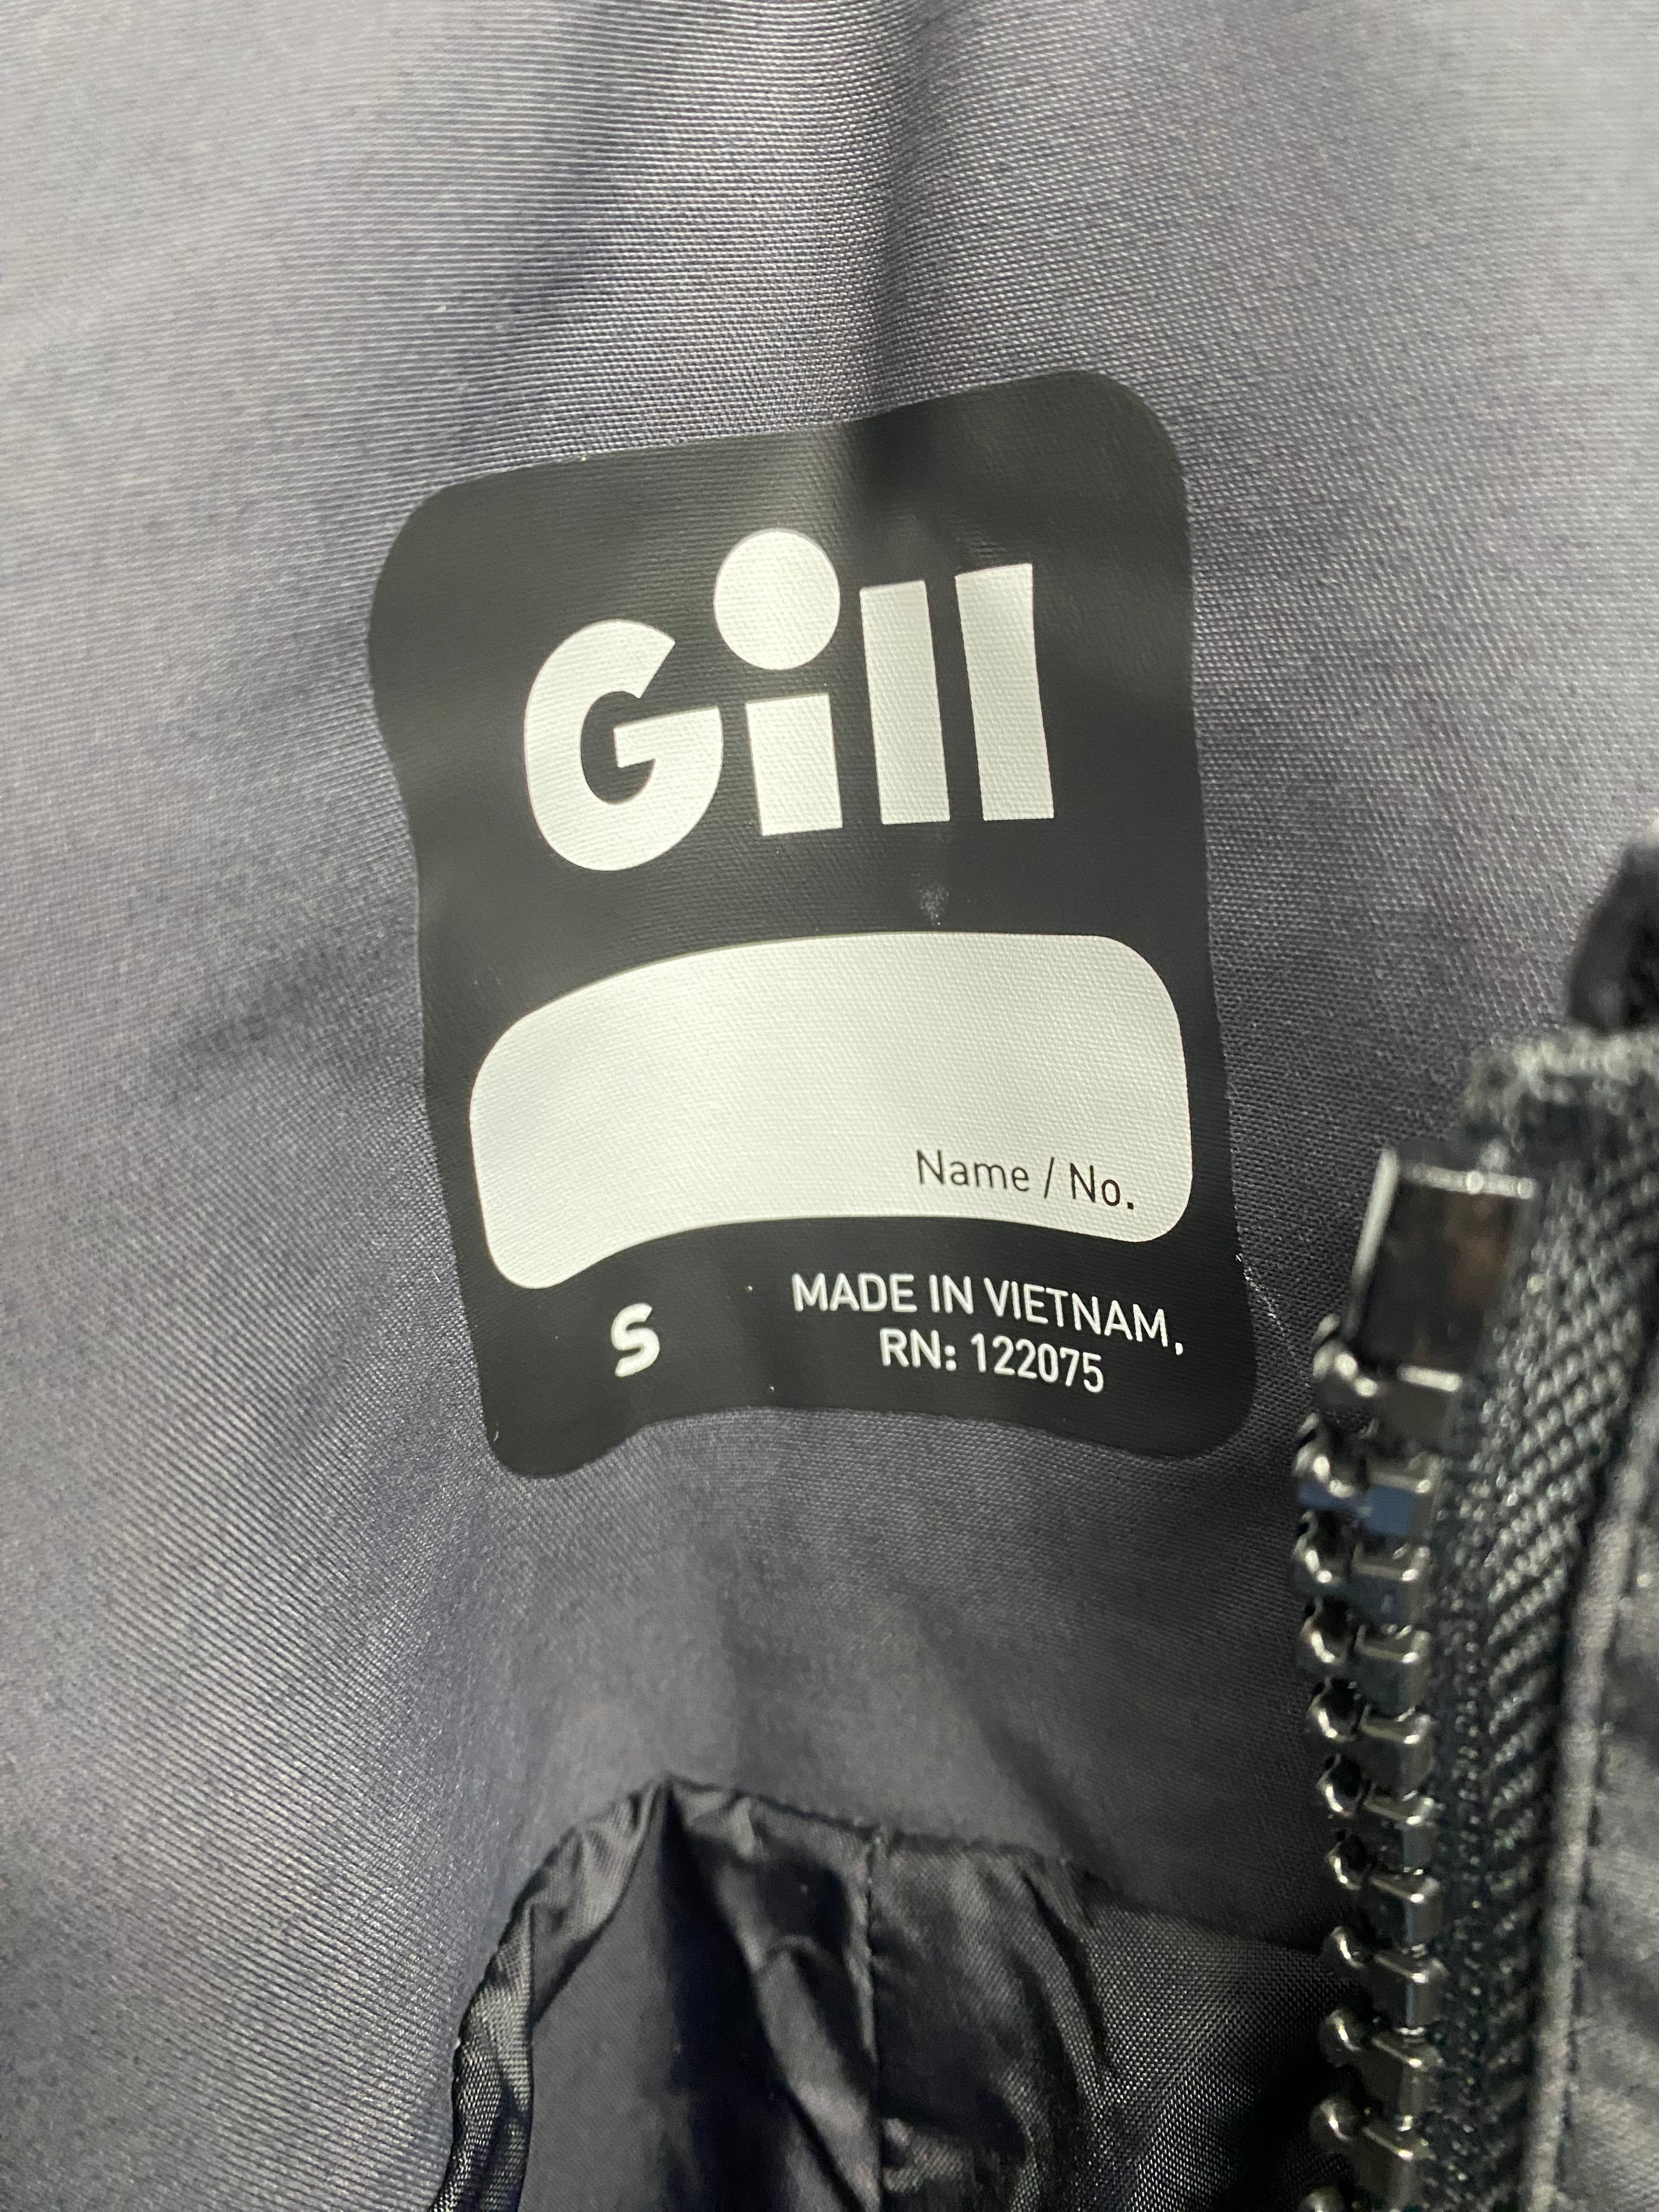 Gill
Name / No.
S
MADE IN VIETNAM,
RN: 122075